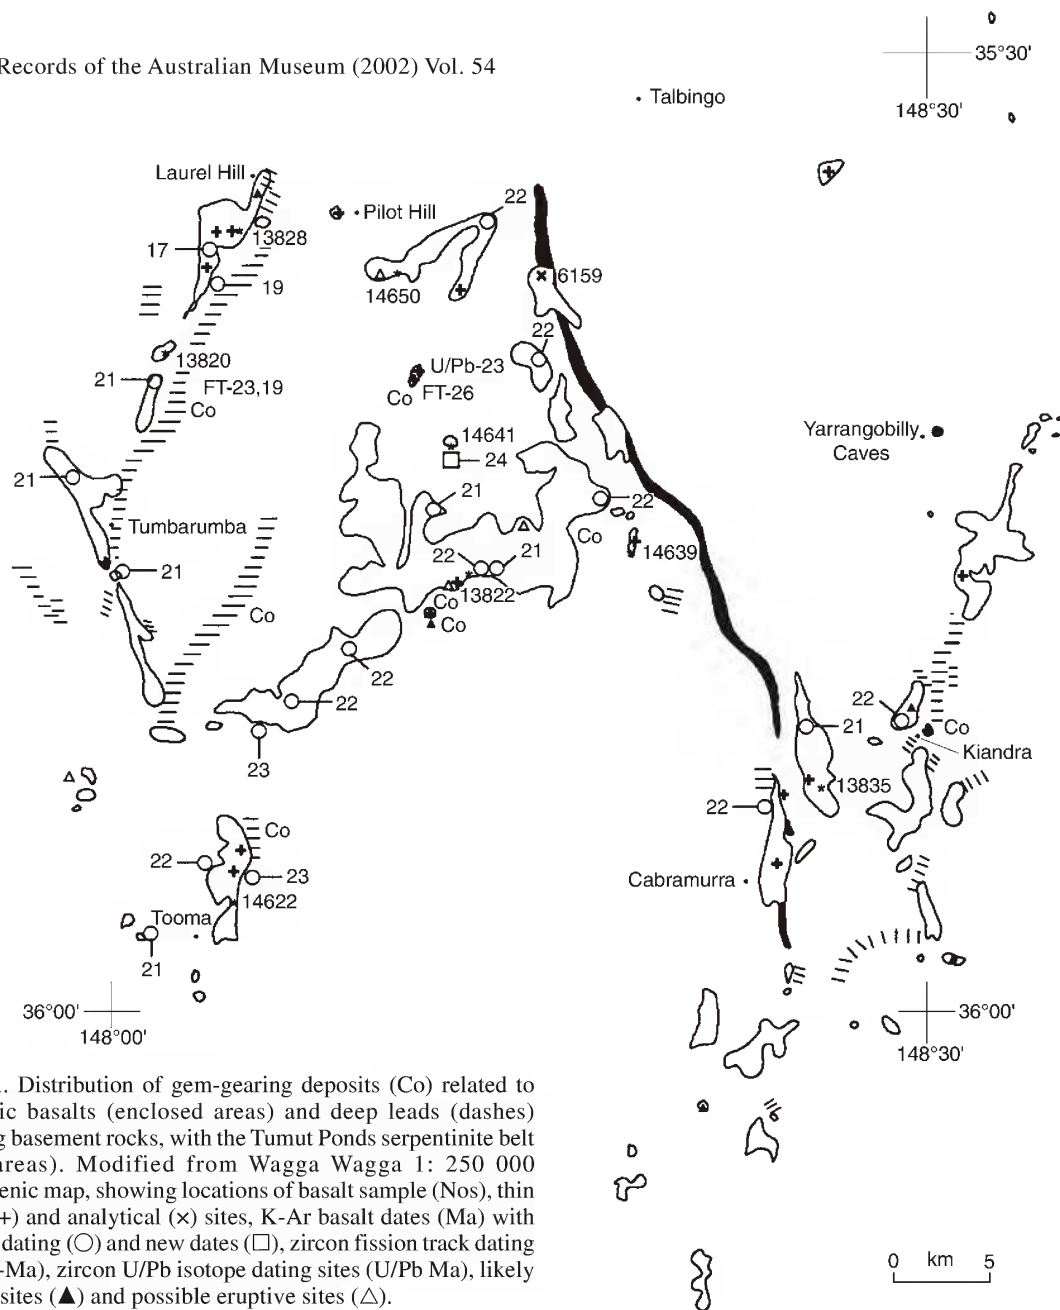 Records of the Australian Museum (2002) Vol. 54
35°30'
148°30'
Talbingo
Laurel Hill
Pilot Hill
22
13828
17
19
14650
6159
22
13820
21
FT-23,19
Co
U/Pb-23
FT-26
Co
14641
24
Yarrangobilly
Caves
21
21
22
Tumbarumba
Co
14639
22
21
21
13822
Co
Co
Co
22
22
23
22
21
Co
Kiandra
13835
22
Co
22
23
Cabramurra
14622
Tooma
21
36°00'
148°00'
36°00'
148°30'
. Distribution of gem-gearing deposits (Co) related to
ic basalts (enclosed areas) and deep leads (dashes)
g basement rocks, with the Tumut Ponds serpentinite belt
areas). Modified from Wagga Wagga 1: 250 000
enic map, showing locations of basalt sample (Nos), thin
+) and analytical (×) sites, K-Ar basalt dates (Ma) with
dating (○) and new dates (□), zircon fission track dating
-Ma), zircon U/Pb isotope dating sites (U/Pb Ma), likely
sites (▲) and possible eruptive sites (△).
0 km 5